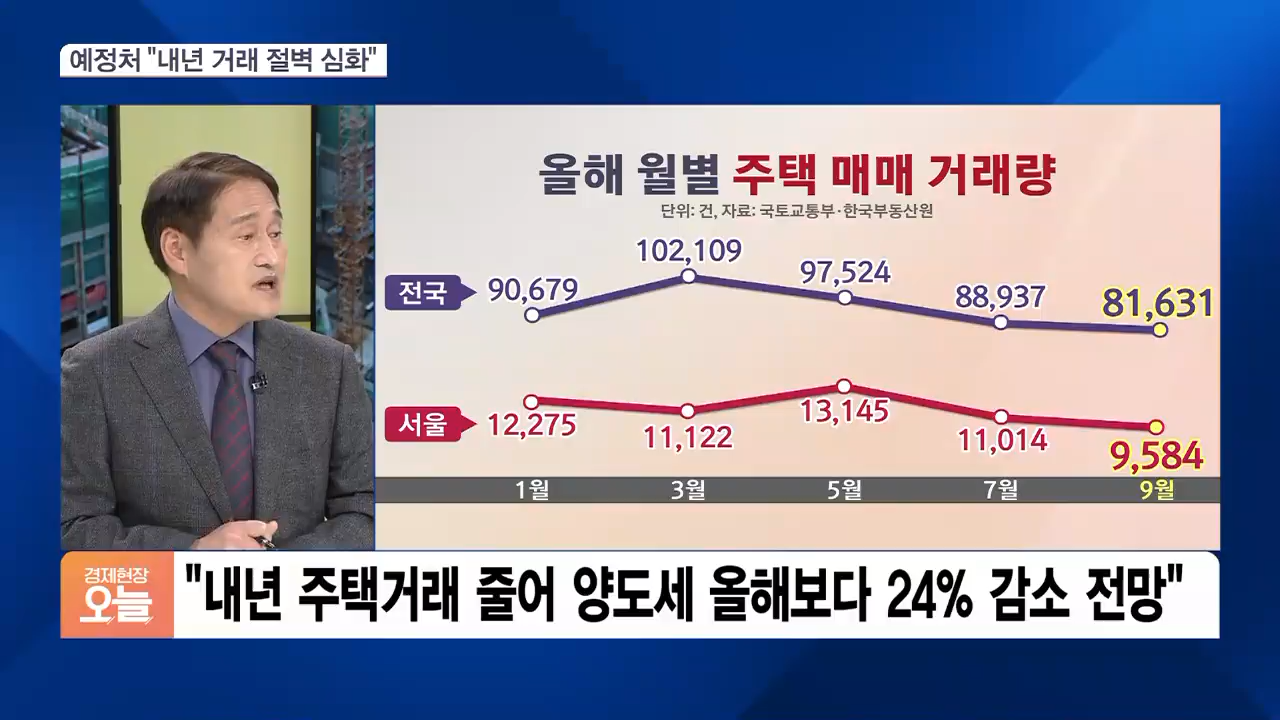 예정처 "내년 거래 절벽 심화"
올해 월별 주택 매매 거래량
단위: 건, 자료: 국토교통부·한국부동산원
전국 90,679 102,109 97,524 88,937 81,631
서울 12,275 11,122 13,145 11,014 9,584
1월 3월 5월 7월 9월
경제현장
오늘
"내년 주택거래 줄어 양도세 올해보다 24% 감소 전망"